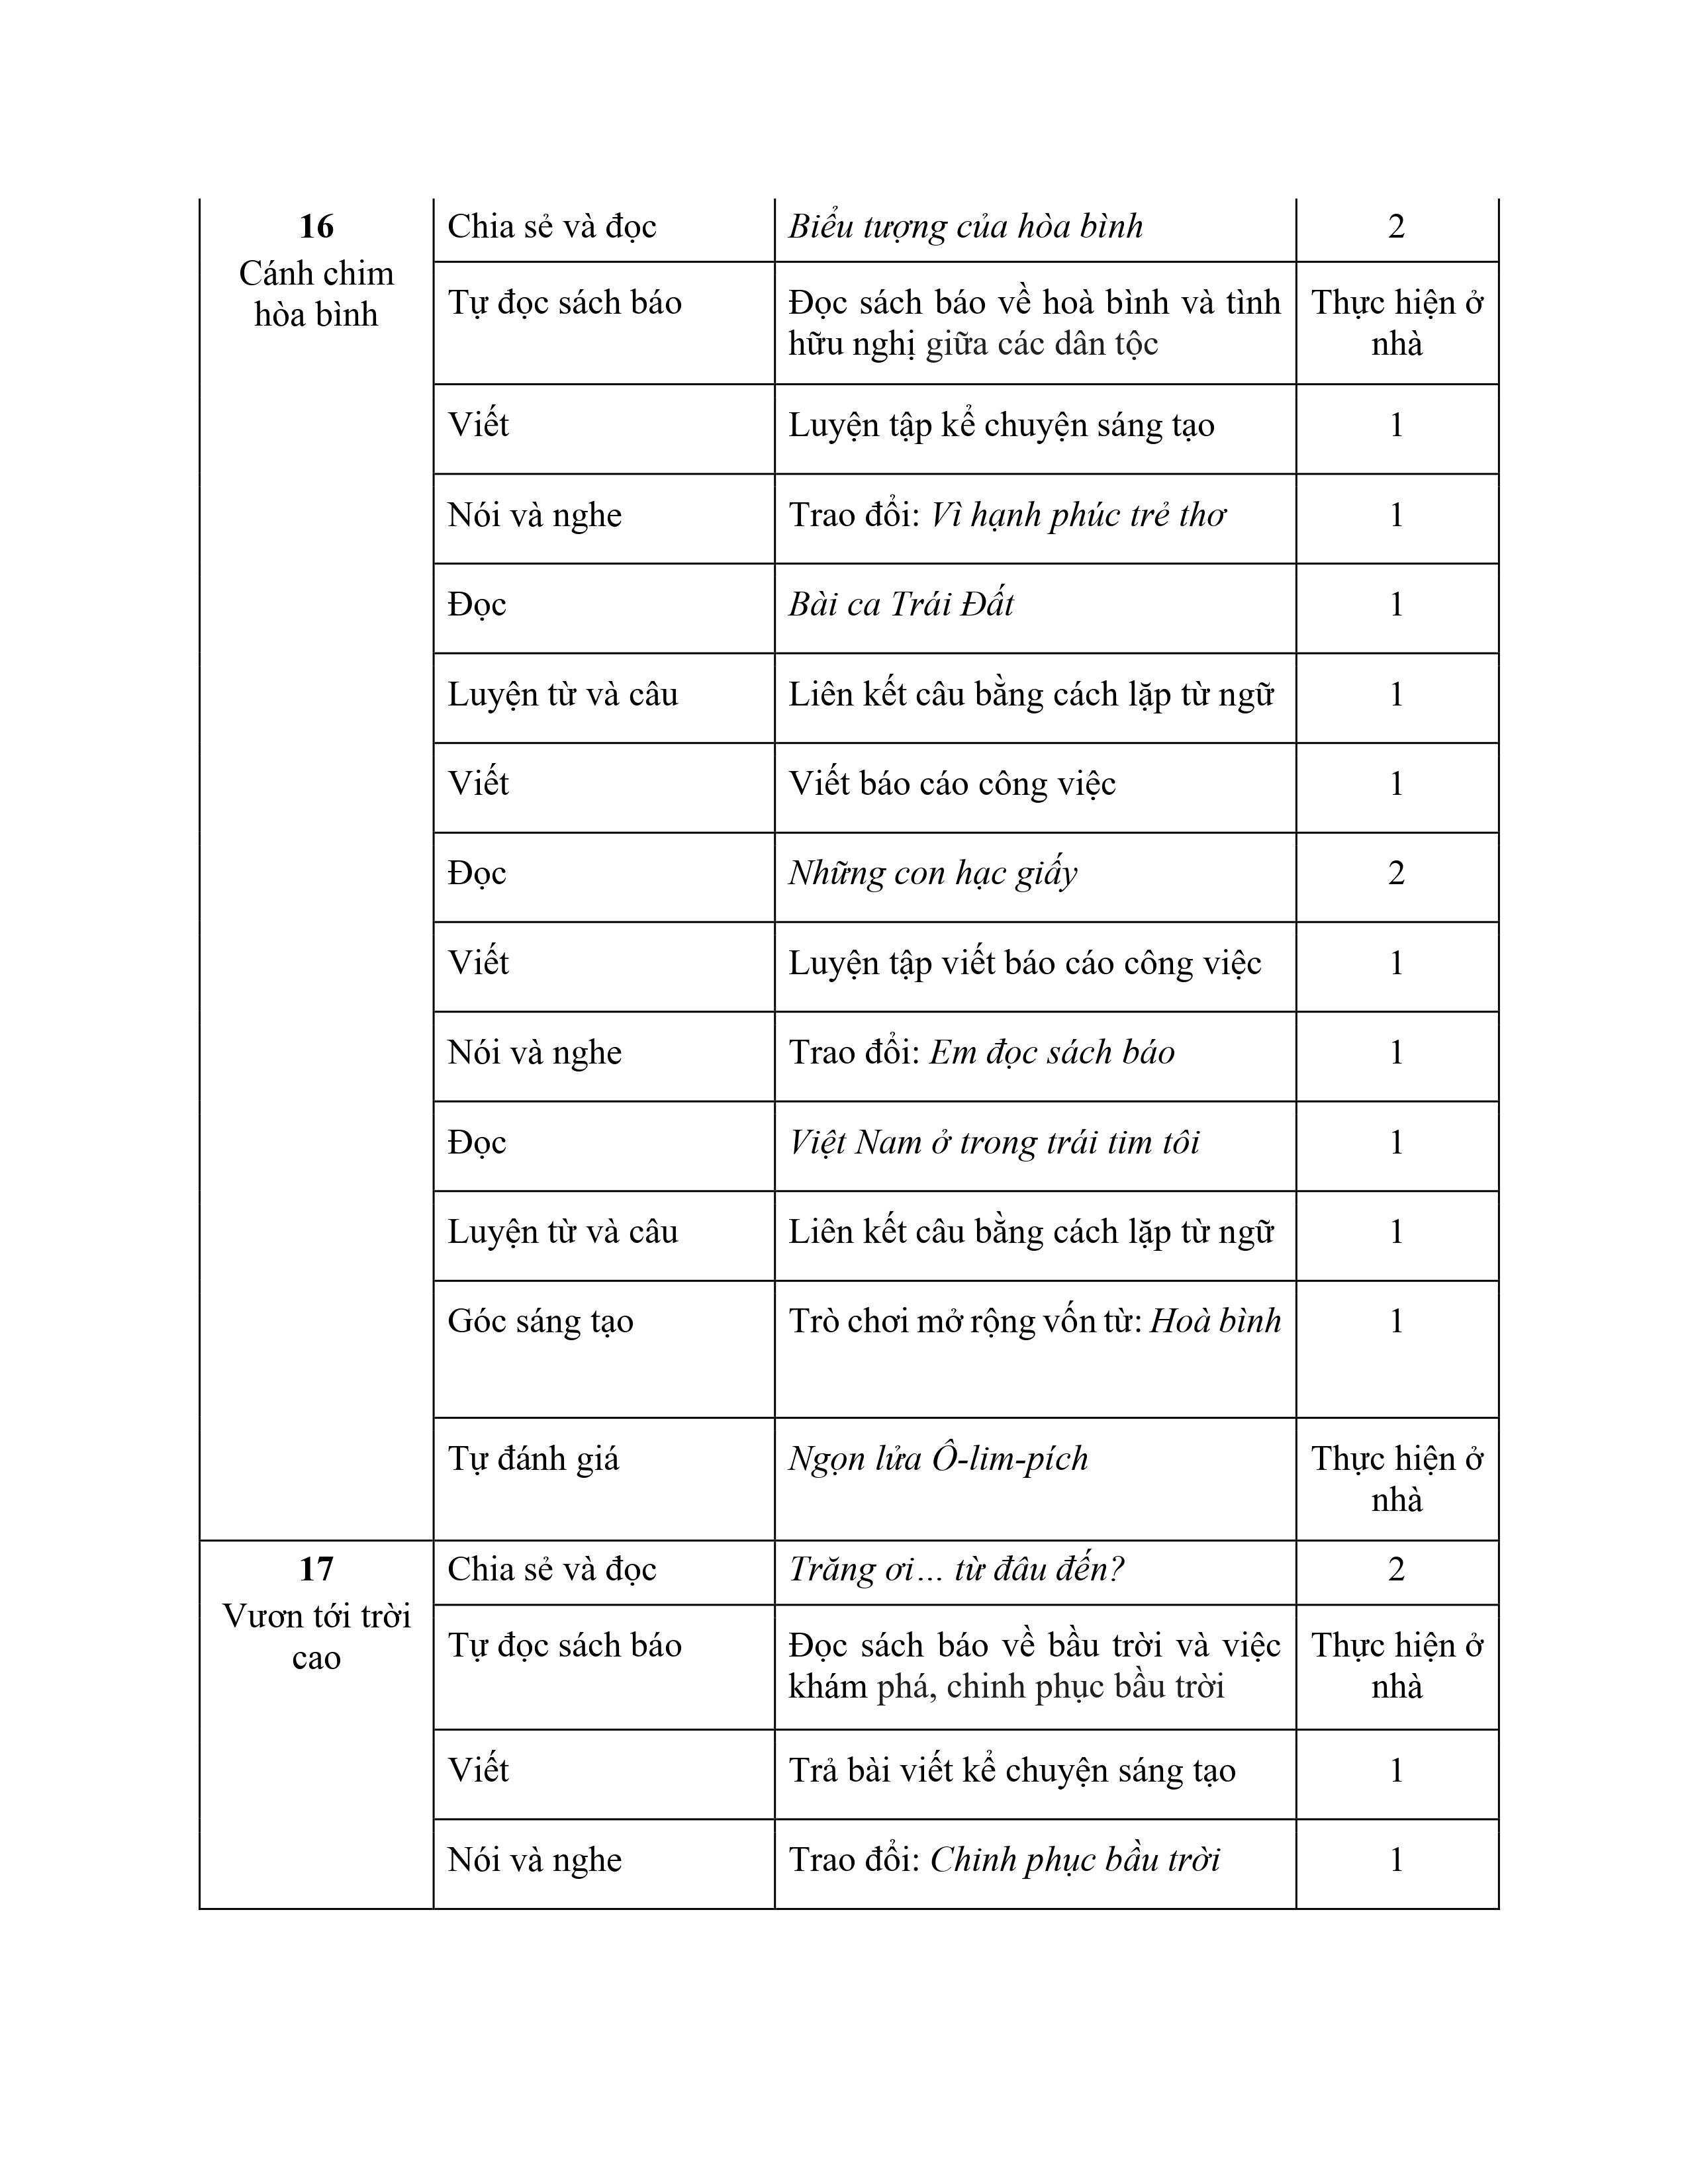 16
Cánh chim
hòa bình
Chia sẻ và đọc
Biểu tượng của hòa bình
2
Tự đọc sách báo
Đọc sách báo về hoà bình và tình
hữu nghị giữa các dân tộc
Thực hiện ở
nhà
Viết
Luyện tập kể chuyện sáng tạo
1
Nói và nghe
Trao đổi: Vì hạnh phúc trẻ thơ
1
Đọc
Bài ca Trái Đất
1
Luyện từ và câu
Liên kết câu bằng cách lặp từ ngữ
1
Viết
Viết báo cáo công việc
1
Đọc
Những con hạc giấy
2
Viết
Luyện tập viết báo cáo công việc
1
Nói và nghe
Trao đổi: Em đọc sách báo
1
Đọc
Việt Nam ở trong trái tim tôi
1
Luyện từ và câu
Liên kết câu bằng cách lặp từ ngữ
1
Góc sáng tạo
Trò chơi mở rộng vốn từ: Hoà bình
1
Tự đánh giá
Ngọn lửa Ô-lim-pích
Thực hiện ở
nhà
17
Vươn tới trời
cao
Chia sẻ và đọc
Trăng ơi… từ đâu đến?
2
Tự đọc sách báo
Đọc sách báo về bầu trời và việc
khám phá, chinh phục bầu trời
Thực hiện ở
nhà
Viết
Trả bài viết kể chuyện sáng tạo
1
Nói và nghe
Trao đổi: Chinh phục bầu trời
1